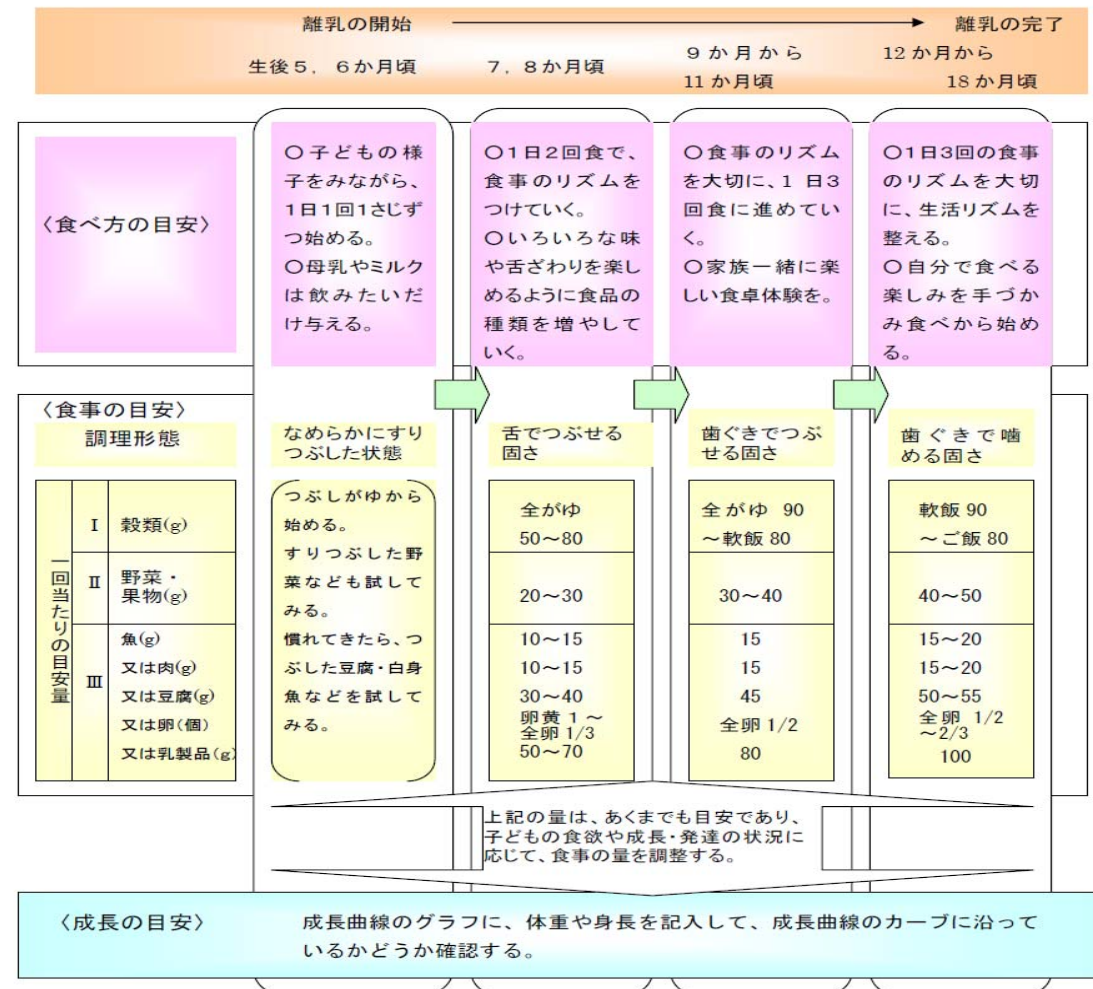 離乳の開始 離乳の完了
生後5，6か月頃 7，8か月頃 9か月から 12か月から
11か月頃 18か月頃
〈食べ方の目安〉
〇子どもの様
子をみながら、
1日1回1さじず
つ始める。
〇母乳やミルク
は飲みたいだ
け与える。
〇1日2回食で、
食事のリズムを
つけていく。
〇いろいろな味
や舌ざわりを楽し
めるように食品の
種類を増やして
いく。
〇食事のリズム
を大切に、1日3
回食に進めてい
く。
〇家族一緒に楽
しい食卓体験を。
〇1日3回の食事
のリズムを大切
に、生活リズムを
整える。
〇自分で食べる
楽しみを手づか
み食べから始め
る。
〈食事の目安〉
調理形態
なめらかにすり
つぶした状態
舌でつぶせる
固さ
歯ぐきでつぶ
せる固さ
歯ぐきで噛
める固さ
一回当たりの目安量
Ⅰ 穀類(g)
Ⅱ 野菜・
果物(g)
Ⅲ
魚(g)
又は肉(g)
又は豆腐(g)
又は卵(個)
又は乳製品(g)
つぶしがゆから
始める。
すりつぶした野
菜なども試して
みる。
慣れてきたら、つ
ぶした豆腐・白身
魚などを試して
みる。
全がゆ
50～80
20～30
10～15
10～15
30～40
卵黄1～
全卵1/3
50～70
全がゆ 90
～軟飯80
30～40
15
15
45
全卵1/2
80
軟飯90
～ご飯80
40～50
15～20
15～20
50～55
全卵 1/2
～2/3
100
上記の量は、あくまでも目安であり、
子どもの食欲や成長・発達の状況に
応じて、食事の量を調整する。
〈成長の目安〉
成長曲線のグラフに、体重や身長を記入して、成長曲線のカーブに沿って
いるかどうか確認する。